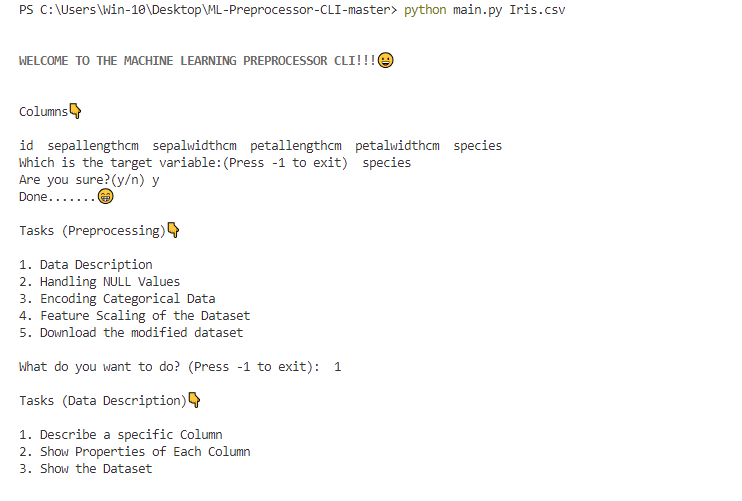 PS C:\Users\Win-10\Desktop\ML-Preprocessor-CLI-master> python main.py Iris.csv
WELCOME TO THE MACHINE LEARNING PREPROCESSOR CLI!!!😀
Columns👇
id  sepallengthcm  sepalwidthcm  petallengthcm  petalwidthcm  species
Which is the target variable:(Press -1 to exit)  species
Are you sure?(y/n) y
Done.......😁
Tasks (Preprocessing)👇
1. Data Description
2. Handling NULL Values
3. Encoding Categorical Data
4. Feature Scaling of the Dataset
5. Download the modified dataset
What do you want to do? (Press -1 to exit):  1
Tasks (Data Description)👇
1. Describe a specific Column
2. Show Properties of Each Column
3. Show the Dataset